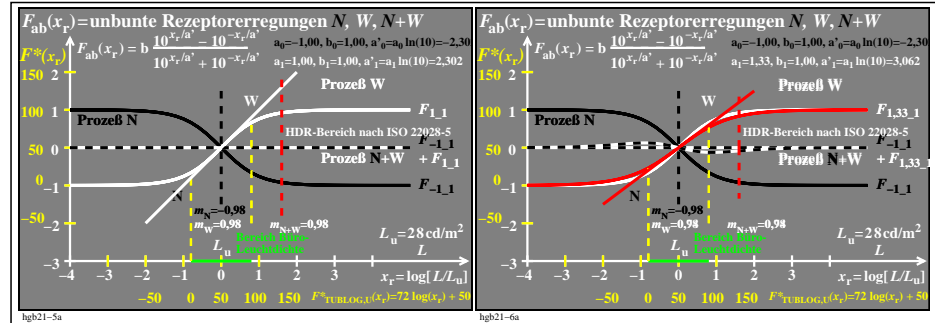 F_ab(x_r)=unbunte Rezeptorerregungen N, W, N+W
F*(x_r)
F_ab(x_r) = b (10^(x_r/a') − 10^(−x_r/a')) / (10^(x_r/a') + 10^(−x_r/a'))
a_0=−1,00, b_0=1,00, a'_0=a_0 ln(10)=−2,30
a_1=1,00, b_1=1,00, a'_1=a_1 ln(10)=2,302
150 2
Prozeß W
W
100 1
F_1_1
Prozeß N
HDR-Bereich nach ISO 22028-5
F_−1_1
50 0
Prozeß N+W
+ F_1_1
0 −1
N
F_−1_1
m_N=−0,98
−50 −2
m_W=0,98
m_N+W=0,98
L_u=28cd/m²
L_u
Bereich Büro-
Leuchtdichte
L
−3
−4 −3 −2 −1 0 1 2 3
x_r=log[L/L_u]
−50 0 50 100 150
F*_TUBLOG,U(x_r)=72 log(x_r) + 50
hgb21−5a
F_ab(x_r)=unbunte Rezeptorerregungen N, W, N+W
F*(x_r)
F_ab(x_r) = b (10^(x_r/a') − 10^(−x_r/a')) / (10^(x_r/a') + 10^(−x_r/a'))
a_0=−1,00, b_0=1,00, a'_0=a_0 ln(10)=−2,30
a_1=1,33, b_1=1,00, a'_1=a_1 ln(10)=3,062
150 2
Prozeß W
W
100 1
F_1,33_1
Prozeß N
HDR-Bereich nach ISO 22028-5
F_−1_1
50 0
Prozeß N+W
+ F_1,33_1
0 −1
N
F_−1_1
m_N=−0,98
−50 −2
L_u=28cd/m²
L_u
Bereich Büro-
Leuchtdichte
L
−3
−4 −3 −2 −1 0 1 2 3
x_r=log[L/L_u]
−50 0 50 100 150
F*_TUBLOG,U(x_r)=72 log(x_r) + 50
hgb21−6a